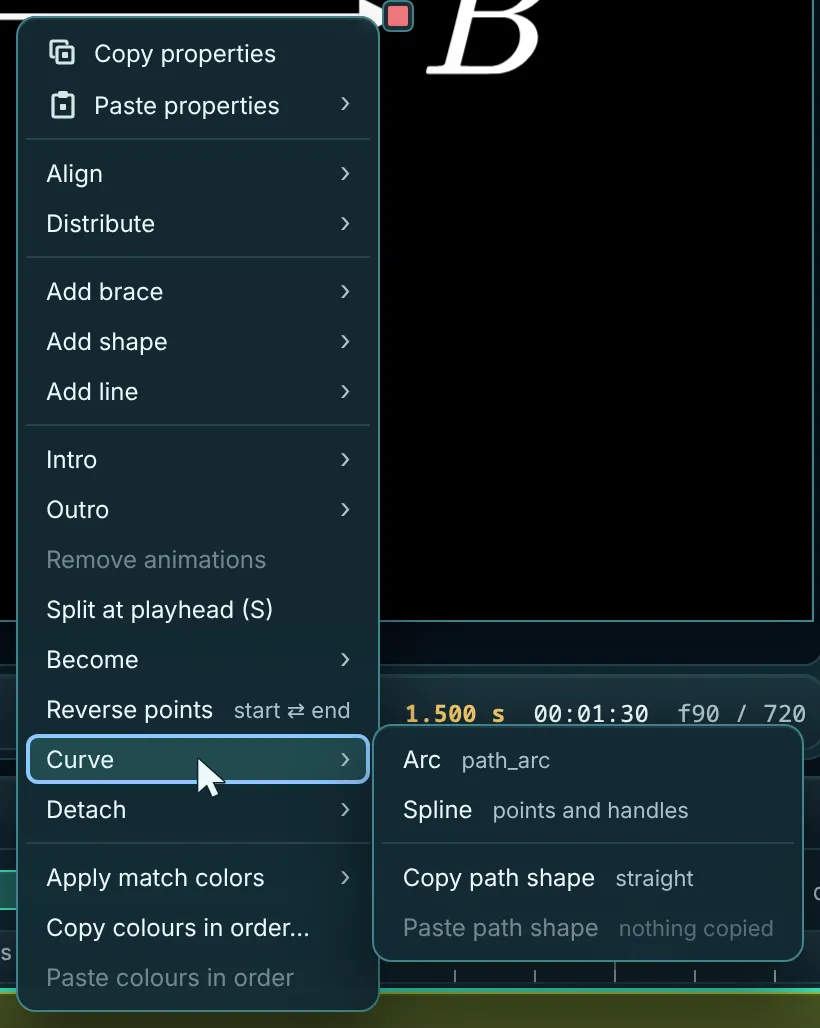 B
Copy properties
Paste properties
Align
Distribute
Add brace
Add shape
Add line
Intro
Outro
Remove animations
Split at playhead (S)
Become
Reverse points start ⇄ end
1.500 s 00:01:30 f90 / 720
Curve
Arc path_arc
Detach
Spline points and handles
Apply match colors
Copy path shape straight
Copy colours in order...
Paste path shape nothing copied
s
Paste colours in order